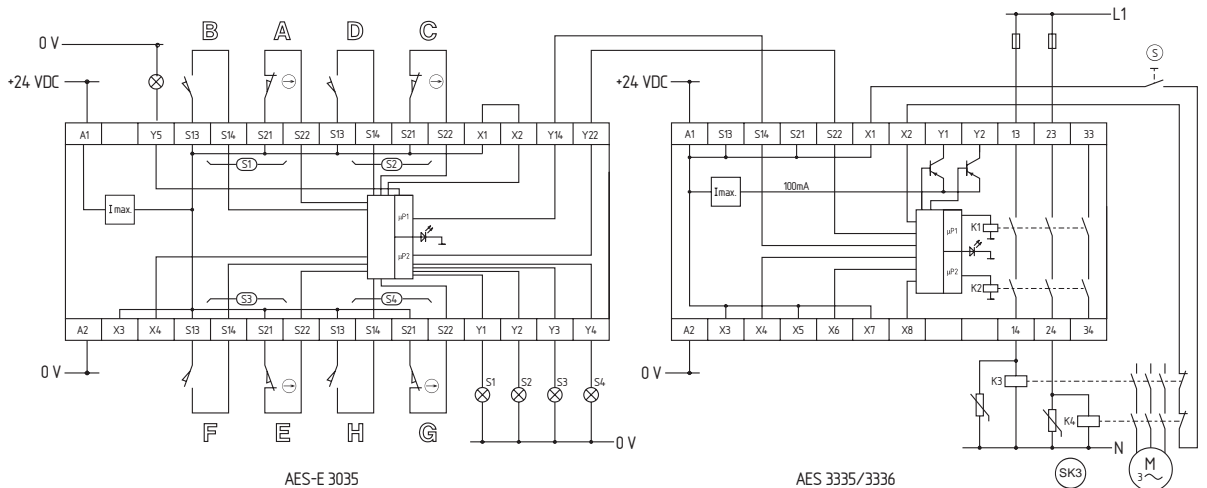 B A D C
0 V
+24 VDC
A1 Y5 S13 S14 S21 S22 S13 S14 S21 S22 X1 X2 Y14 Y22
S1 S2
I max.
µP1
µP2
S3 S4
A2 X3 X4 S13 S14 S21 S22 S13 S14 S21 S22 Y1 Y2 Y3 Y4
0 V
S1 S2 S3 S4
F E H G
0 V
AES-E 3035
L1
S
+24 VDC
A1 S13 S14 S21 S22 X1 X2 Y1 Y2 13 23 33
I max.
100mA
µP1
K1
µP2
K2
A2 X3 X4 X5 X6 X7 X8 14 24 34
0 V
K3
K4
N
SK3
M
3~
AES 3335/3336